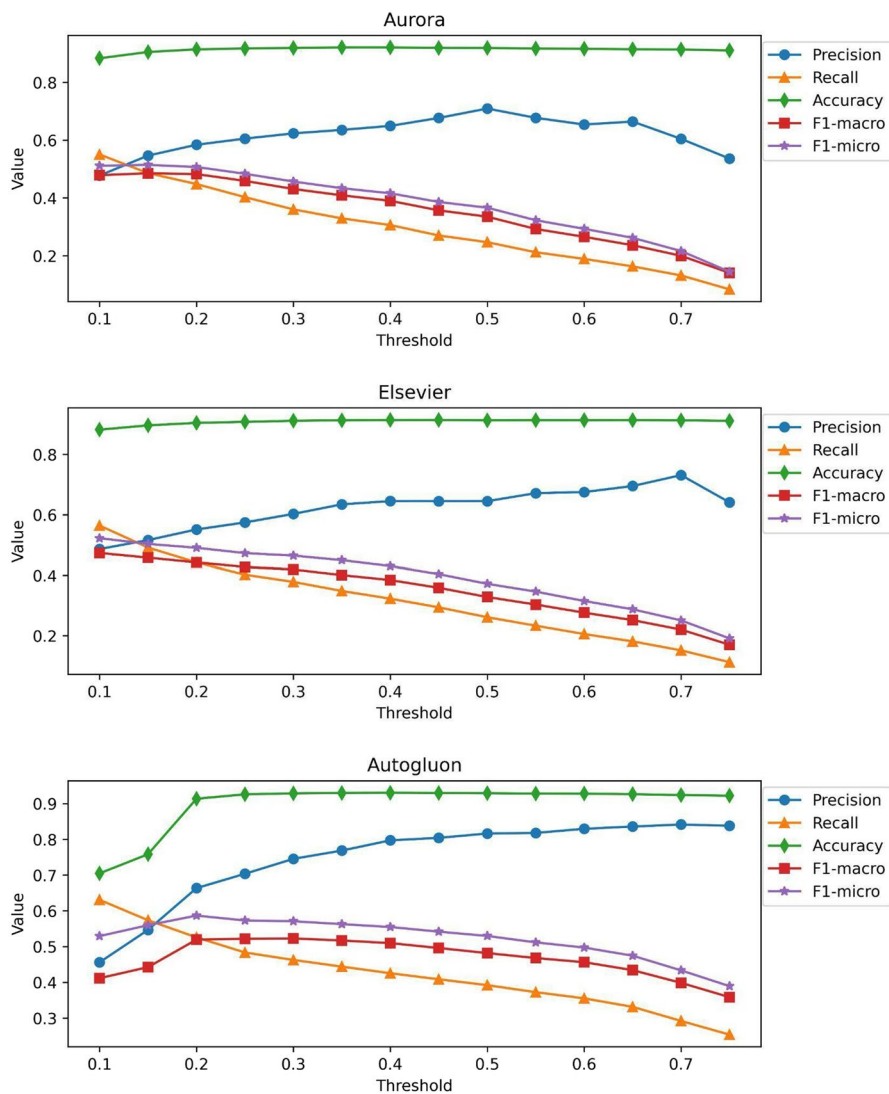 Aurora
0.8
0.6
0.4
0.2
Value
0.1 0.2 0.3 0.4 0.5 0.6 0.7
Threshold
Precision
Recall
Accuracy
F1-macro
F1-micro
Elsevier
0.8
0.6
0.4
0.2
Value
0.1 0.2 0.3 0.4 0.5 0.6 0.7
Threshold
Precision
Recall
Accuracy
F1-macro
F1-micro
Autogluon
0.9
0.8
0.7
0.6
0.5
0.4
0.3
Value
0.1 0.2 0.3 0.4 0.5 0.6 0.7
Threshold
Precision
Recall
Accuracy
F1-macro
F1-micro